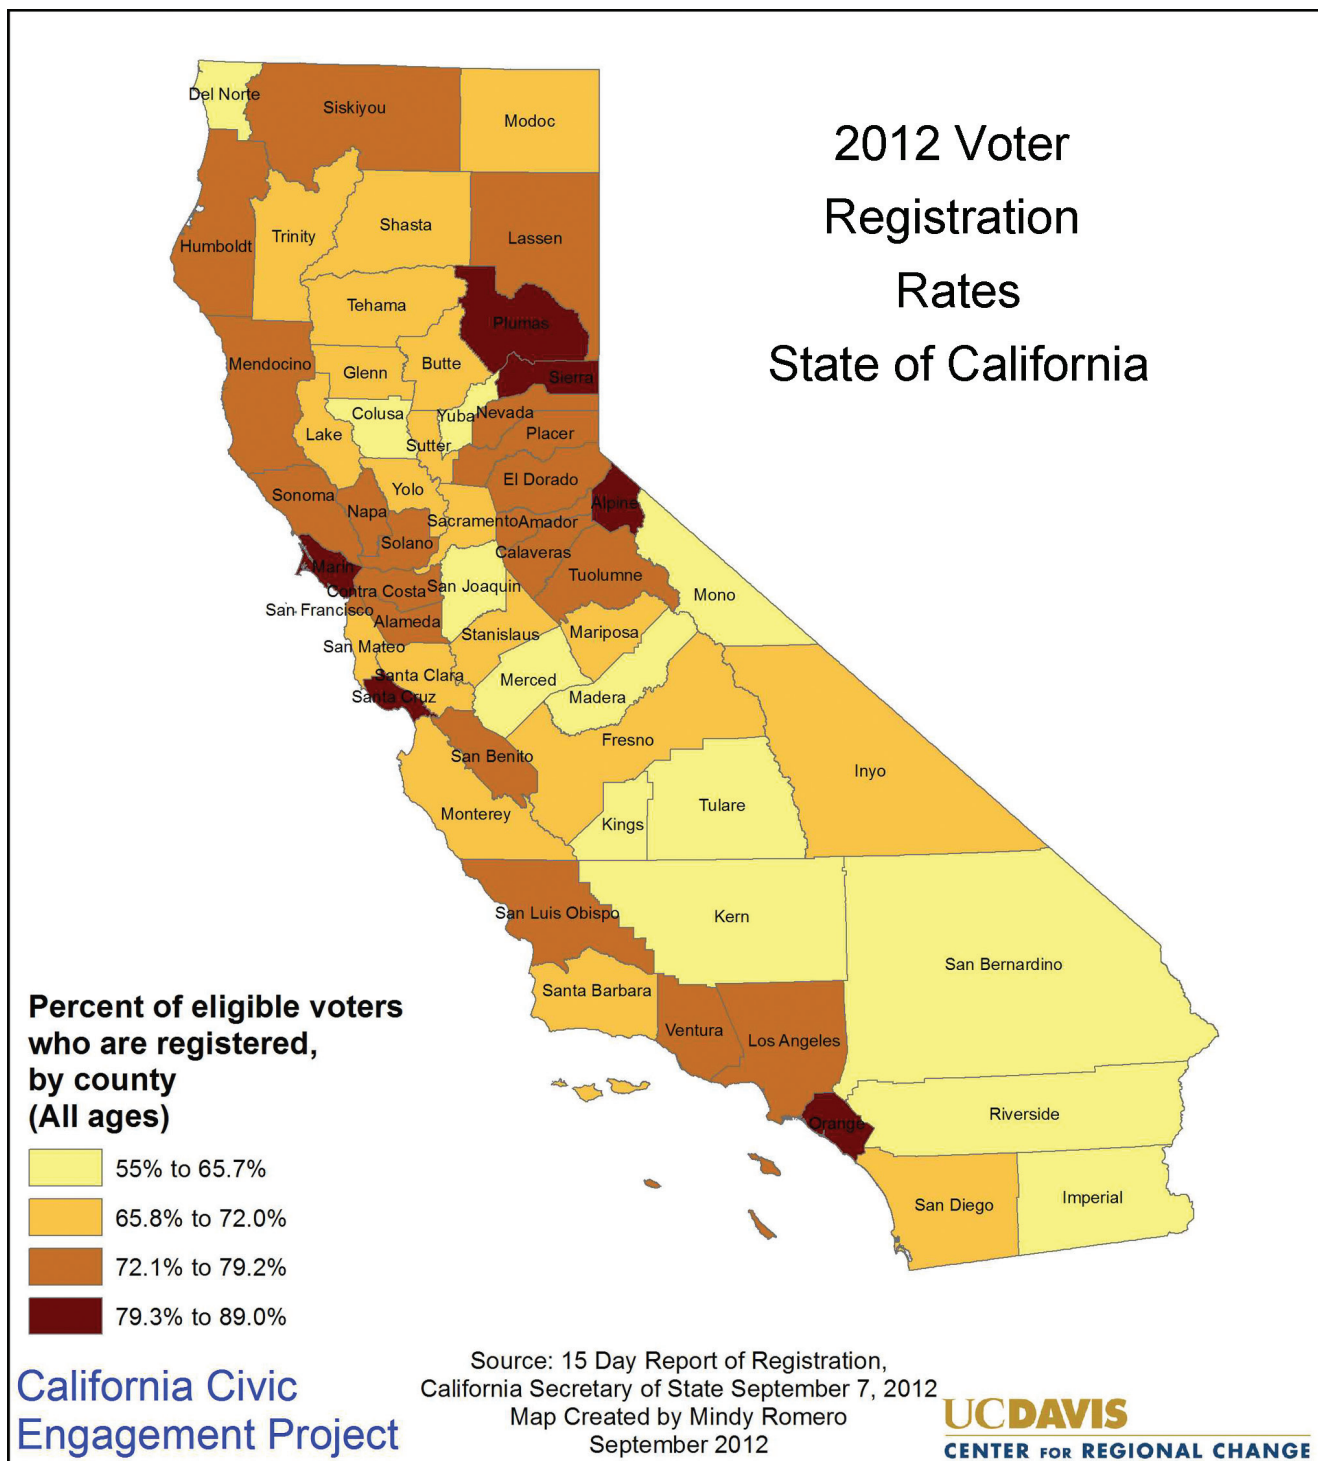 2012 Voter
Registration
Rates
State of California
Del Norte
Siskiyou
Modoc
Humboldt
Trinity
Shasta
Lassen
Tehama
Plumas
Mendocino
Glenn
Butte
Sierra
Colusa
Yuba
Nevada
Lake
Sutter
Placer
El Dorado
Sonoma
Yolo
Napa
Alpine
Sacramento
Amador
Solano
Calaveras
Marin
Tuolumne
Contra Costa
San Joaquin
Mono
San Francisco
Alameda
Stanislaus
Mariposa
San Mateo
Santa Clara
Merced
Madera
Santa Cruz
Fresno
San Benito
Inyo
Monterey
Kings
Tulare
San Luis Obispo
Kern
San Bernardino
Santa Barbara
Ventura
Los Angeles
Orange
Riverside
San Diego
Imperial
Percent of eligible voters
who are registered,
by county
(All ages)
55% to 65.7%
65.8% to 72.0%
72.1% to 79.2%
79.3% to 89.0%
California Civic
Engagement Project
Source: 15 Day Report of Registration,
California Secretary of State September 7, 2012
Map Created by Mindy Romero
September 2012
UCDAVIS
CENTER FOR REGIONAL CHANGE